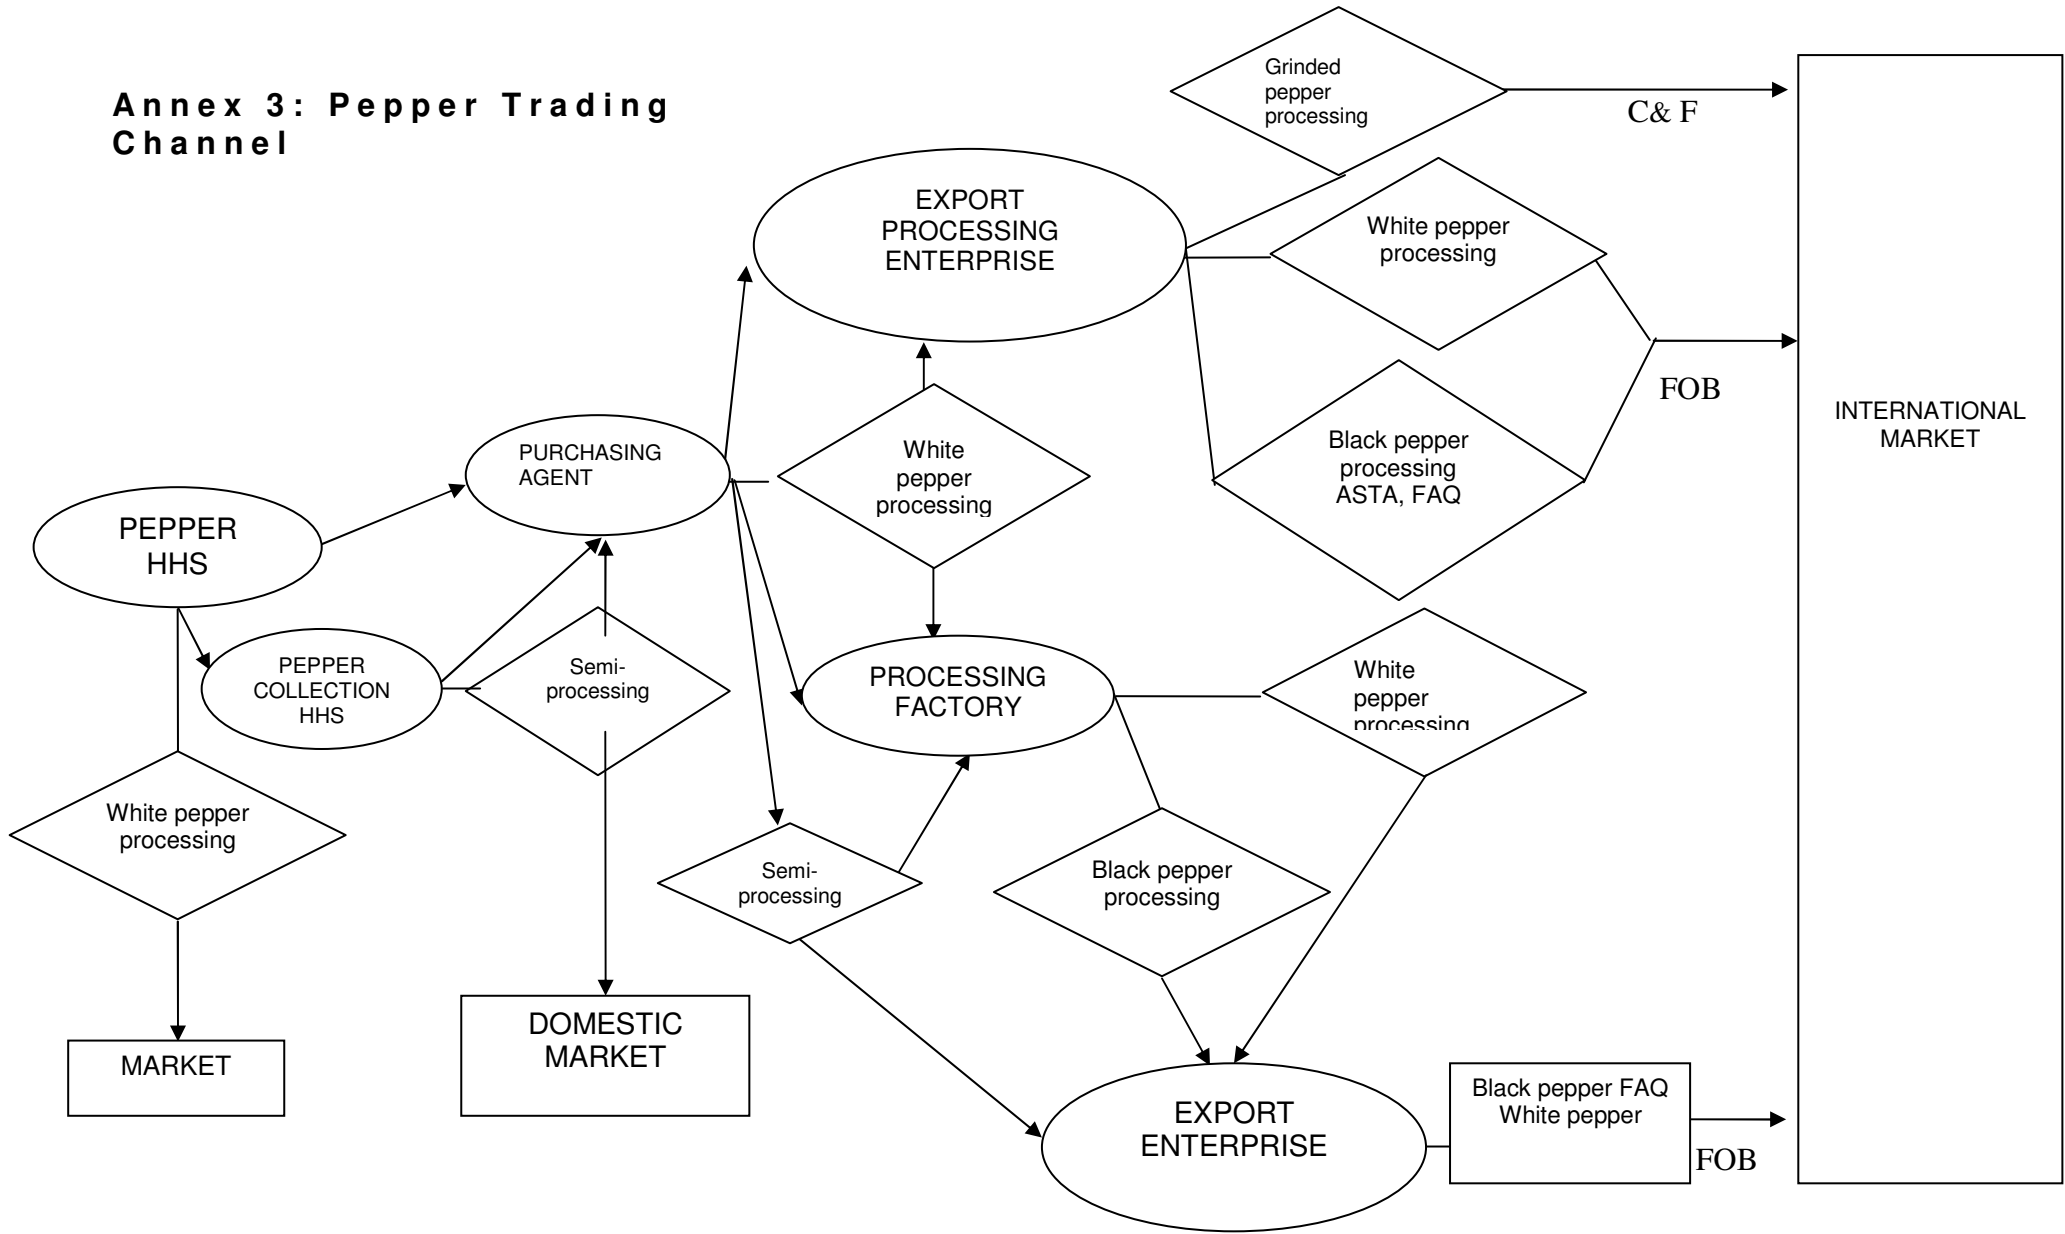 Annex 3: Pepper Trading
Channel
Grinded
pepper
processing
C& F
EXPORT
PROCESSING
ENTERPRISE
White pepper
processing
FOB
INTERNATIONAL
MARKET
Black pepper
processing
ASTA, FAQ
PURCHASING
AGENT
White
pepper
processing
PEPPER
HHS
PEPPER
COLLECTION
HHS
Semi-
processing
PROCESSING
FACTORY
White
pepper
processing
White pepper
processing
Semi-
processing
Black pepper
processing
MARKET
DOMESTIC
MARKET
EXPORT
ENTERPRISE
Black pepper FAQ
White pepper
FOB